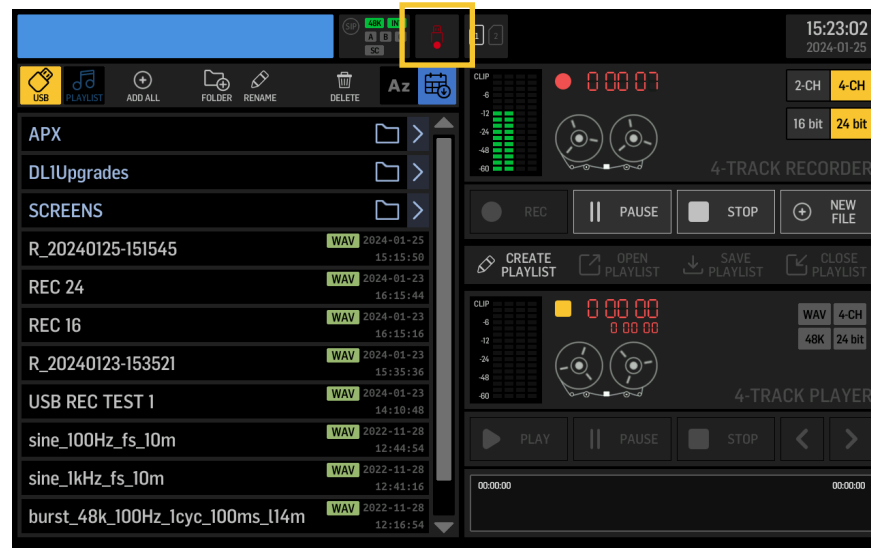 SIP 48K INT
A B
SC
1 2
15:23:02
2024-01-25
USB PLAYLIST ADD ALL FOLDER RENAME DELETE Az
APX
DL1Upgrades
SCREENS
R_20240125-151545 WAV 2024-01-25
15:15:50
REC 24 WAV 2024-01-23
16:15:44
REC 16 WAV 2024-01-23
16:15:16
R_20240123-153521 WAV 2024-01-23
15:35:36
USB REC TEST 1 WAV 2024-01-23
14:10:48
sine_100Hz_fs_10m WAV 2022-11-28
12:44:54
sine_1kHz_fs_10m WAV 2022-11-28
12:41:16
burst_48k_100Hz_1cyc_100ms_l14m WAV 2022-11-28
12:16:54
CLIP
-6
-12
-24
-48
-60
0 00 07
2-CH 4-CH
16 bit 24 bit
4-TRACK RECORDER
REC PAUSE STOP NEW FILE
CREATE PLAYLIST OPEN PLAYLIST SAVE PLAYLIST CLOSE PLAYLIST
CLIP
-6
-12
-24
-48
-60
0 00 00
0 00 00
WAV 4-CH
48K 24 bit
4-TRACK PLAYER
PLAY PAUSE STOP
00:00:00 00:00:00